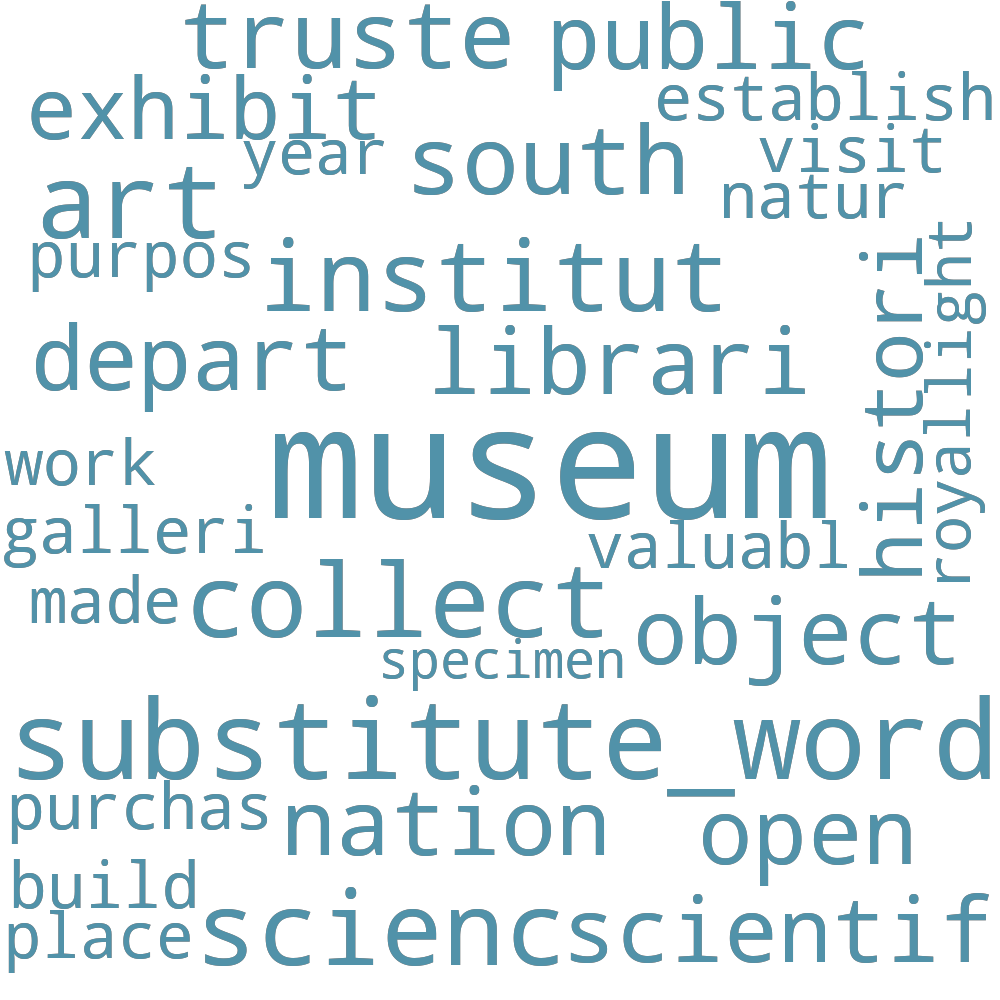 truste public
exhibit establish
year south visit
art natur
purpos institut
histori
royal light
depart librari
museum
work
galleri valuabl
made collect object
specimen
substitute_word
purchas nation open
build
place scienc scientif